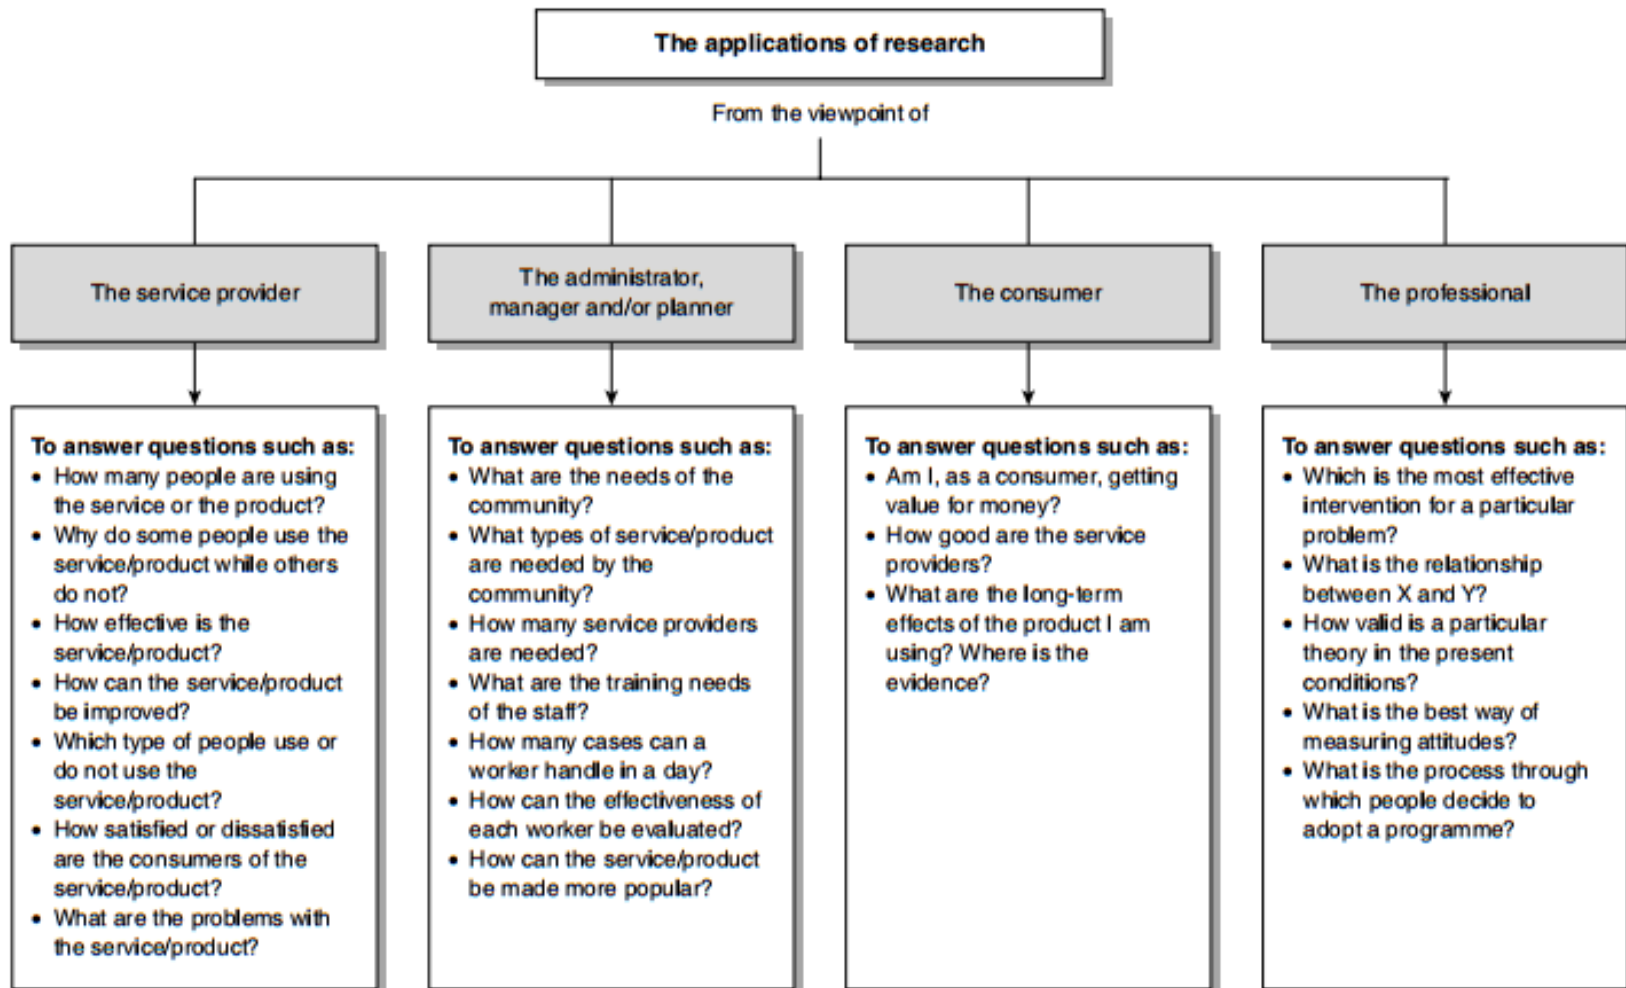 The applications of research
From the viewpoint of
The service provider
The administrator,
manager and/or planner
The consumer
The professional
To answer questions such as:
• How many people are using
the service or the product?
• Why do some people use the
service/product while others
do not?
• How effective is the
service/product?
• How can the service/product
be improved?
• Which type of people use or
do not use the
service/product?
• How satisfied or dissatisfied
are the consumers of the
service/product?
• What are the problems with
the service/product?
To answer questions such as:
• What are the needs of the
community?
• What types of service/product
are needed by the
community?
• How many service providers
are needed?
• What are the training needs
of the staff?
• How many cases can a
worker handle in a day?
• How can the effectiveness of
each worker be evaluated?
• How can the service/product
be made more popular?
To answer questions such as:
• Am I, as a consumer, getting
value for money?
• How good are the service
providers?
• What are the long-term
effects of the product I am
using? Where is the
evidence?
To answer questions such as:
• Which is the most effective
intervention for a particular
problem?
• What is the relationship
between X and Y?
• How valid is a particular
theory in the present
conditions?
• What is the best way of
measuring attitudes?
• What is the process through
which people decide to
adopt a programme?